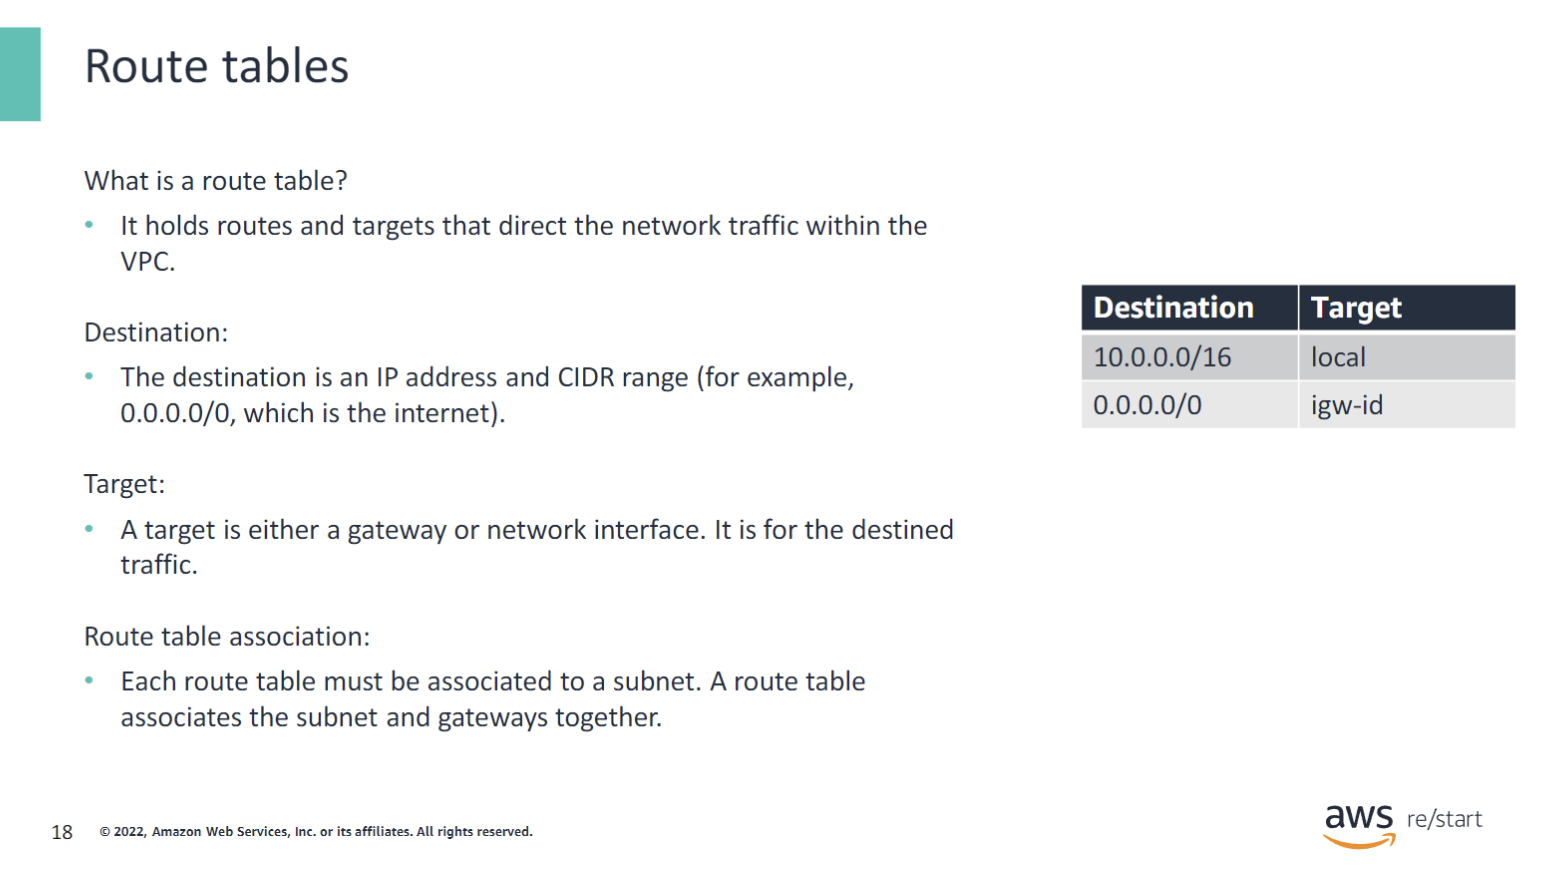 Route tables
What is a route table?
• It holds routes and targets that direct the network traffic within the
VPC.
Destination:
• The destination is an IP address and CIDR range (for example,
0.0.0.0/0, which is the internet).
Target:
• A target is either a gateway or network interface. It is for the destined
traffic.
Route table association:
• Each route table must be associated to a subnet. A route table
associates the subnet and gateways together.
Destination Target
10.0.0.0/16 local
0.0.0.0/0 igw-id
18 © 2022, Amazon Web Services, Inc. or its affiliates. All rights reserved.
aws re/start